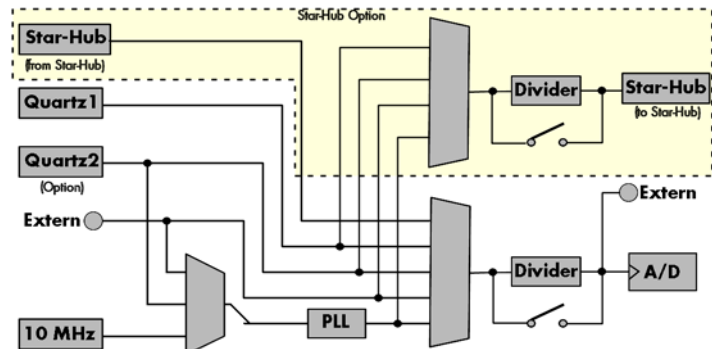 Star-Hub Option
Star-Hub
(from Star-Hub)
Quartz1
Divider
Star-Hub
(to Star-Hub)
Quartz2
(Option)
Extern
Extern
Divider
A/D
10 MHz
PLL